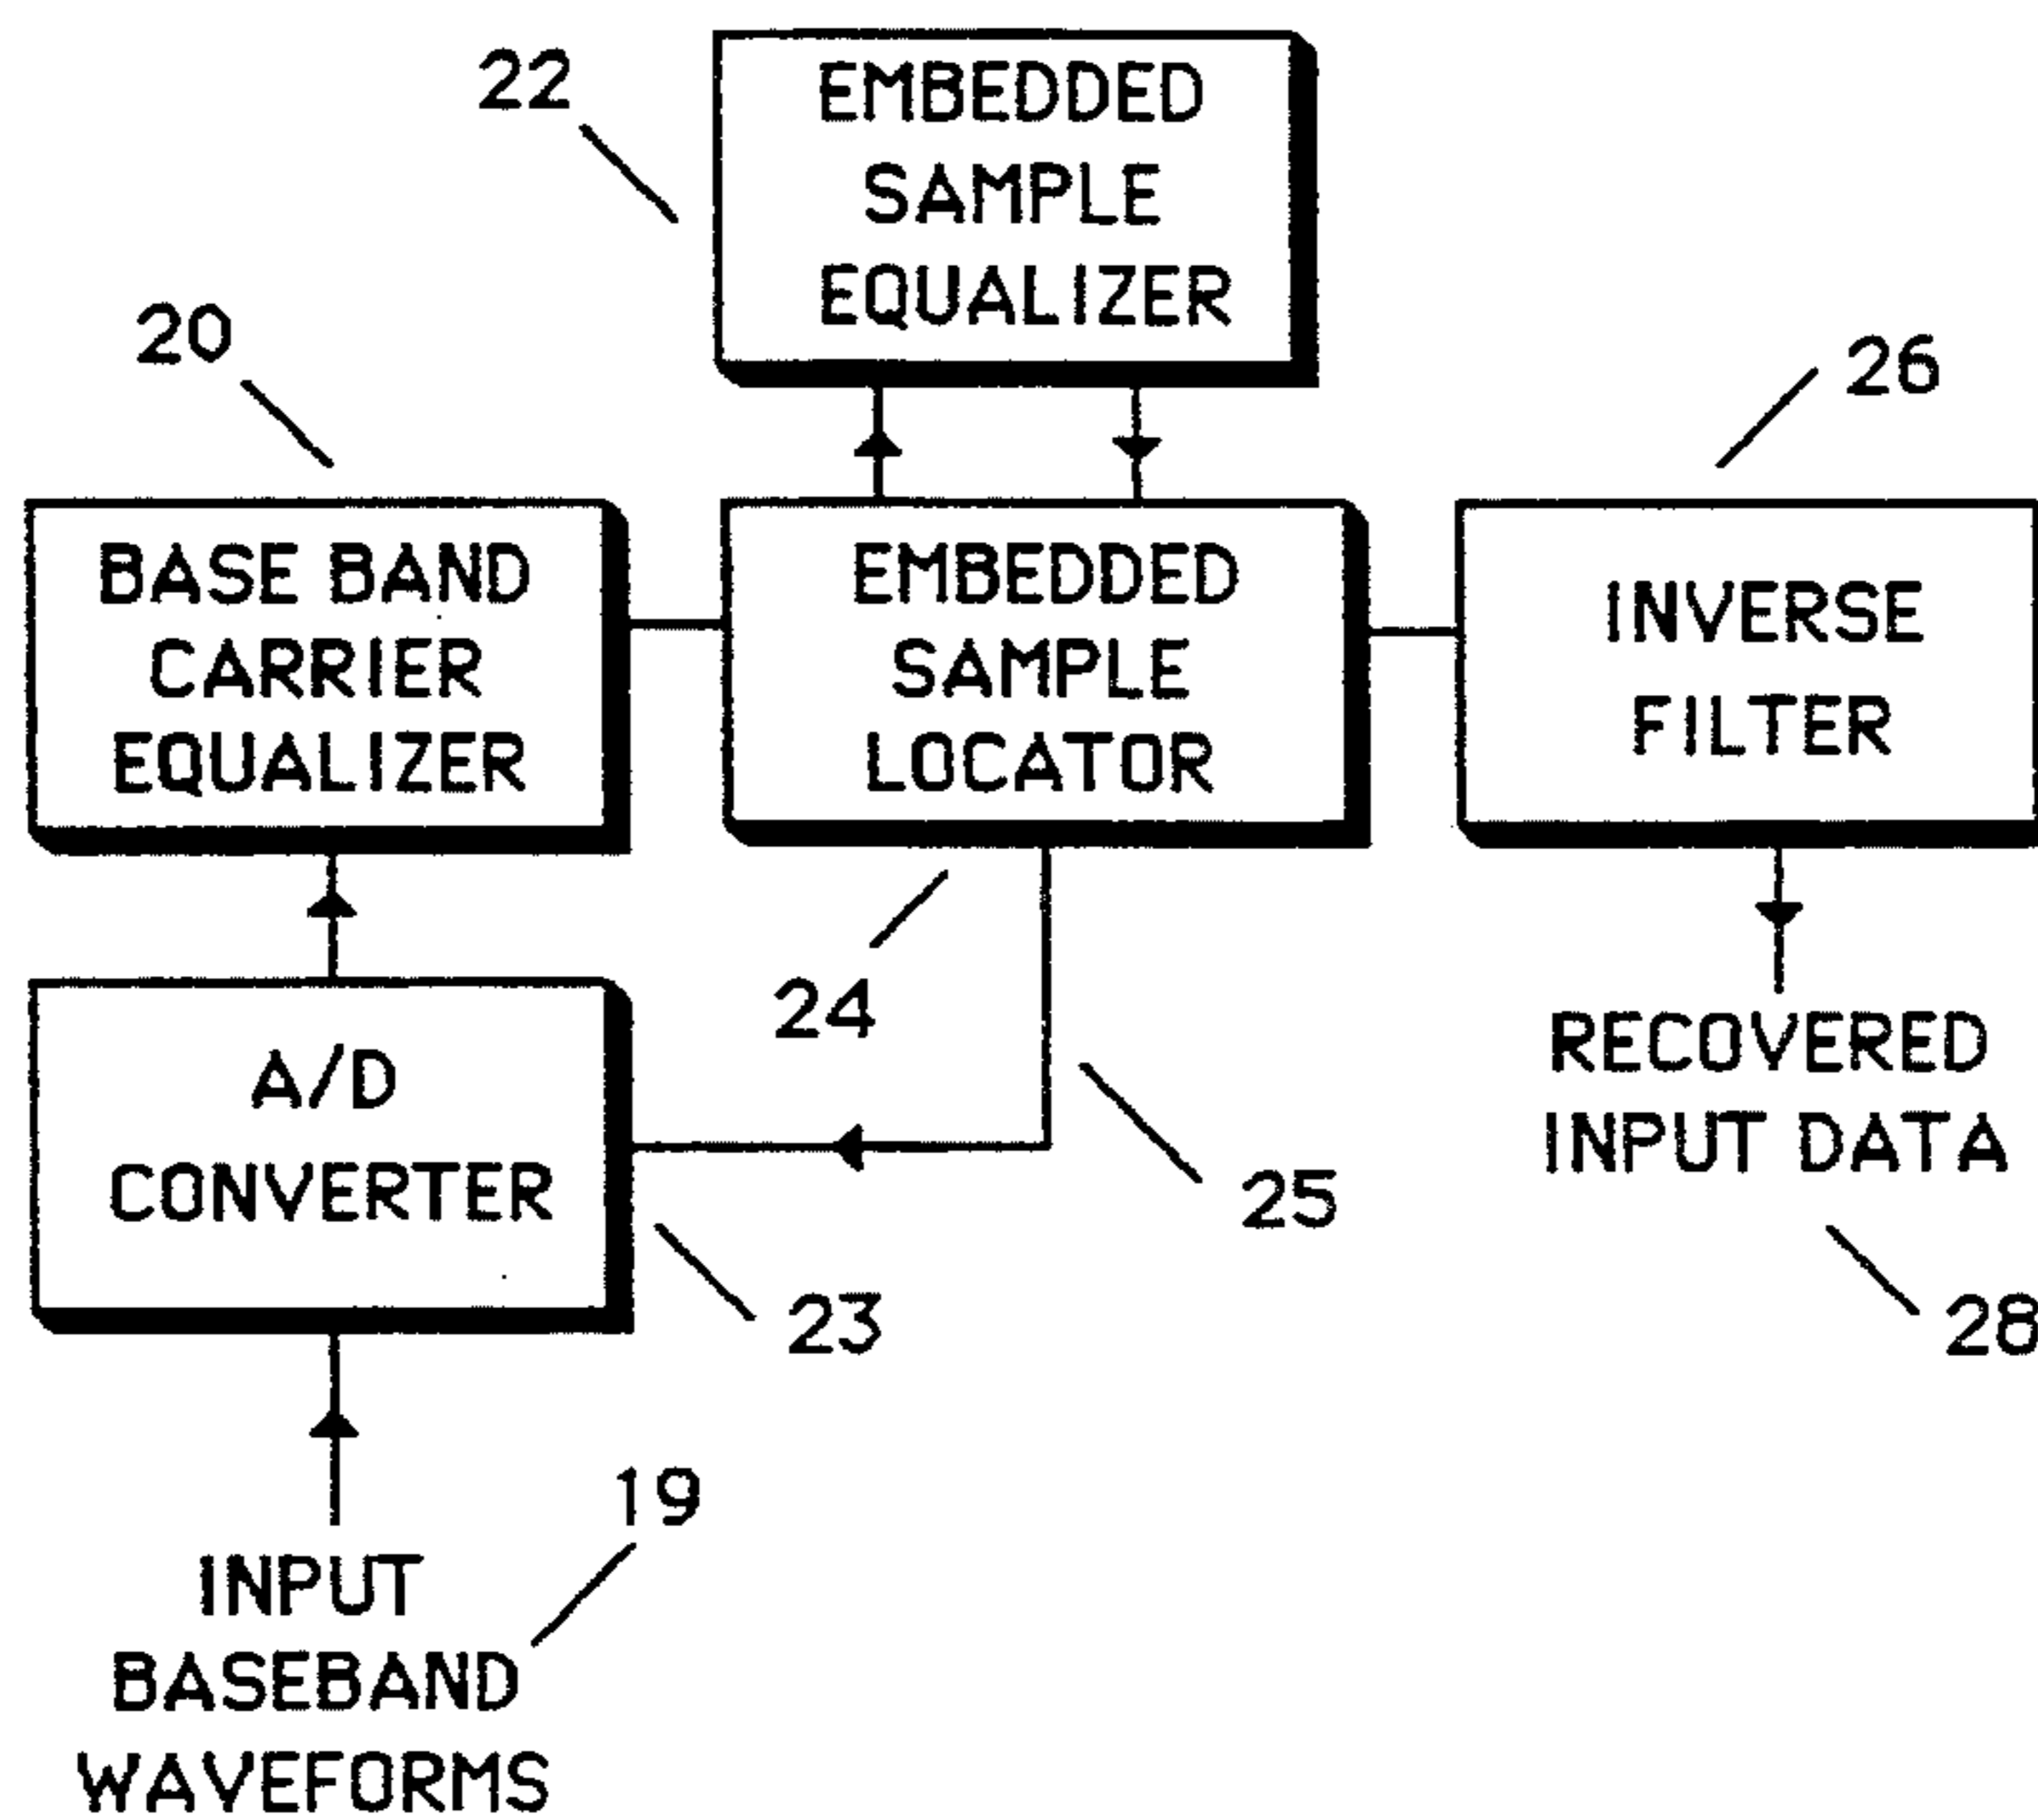 22
EMBEDDED
SAMPLE
EQUALIZER
20
26
BASE BAND
CARRIER
EQUALIZER
EMBEDDED
SAMPLE
LOCATOR
INVERSE
FILTER
24
A/D
CONVERTER
25
23
RECOVERED
INPUT DATA
28
19
INPUT
BASEBAND
WAVEFORMS